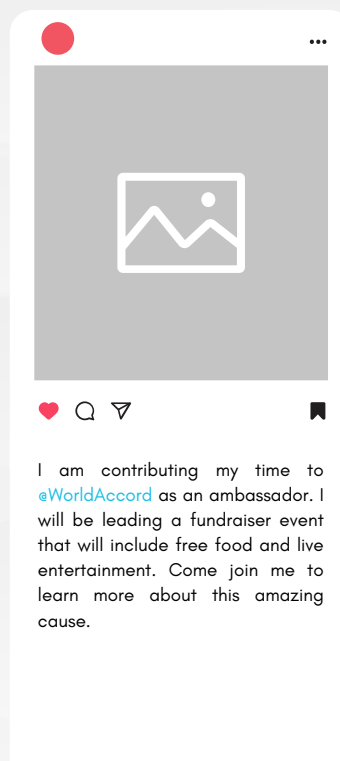 I am contributing my time to
@WorldAccord as an ambassador. I
will be leading a fundraiser event
that will include free food and live
entertainment. Come join me to
learn more about this amazing
cause.